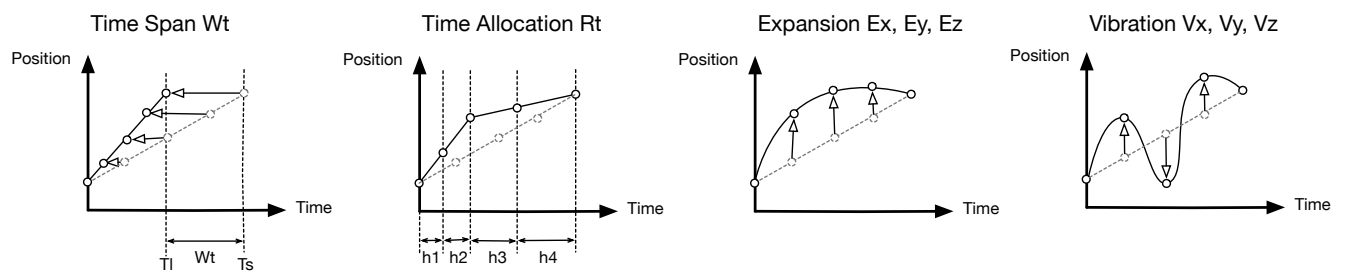 Time Span Wt
Position
Time
Tl
Wt
Ts
Time Allocation Rt
Position
Time
h1
h2
h3
h4
Expansion Ex, Ey, Ez
Position
Time
Vibration Vx, Vy, Vz
Position
Time